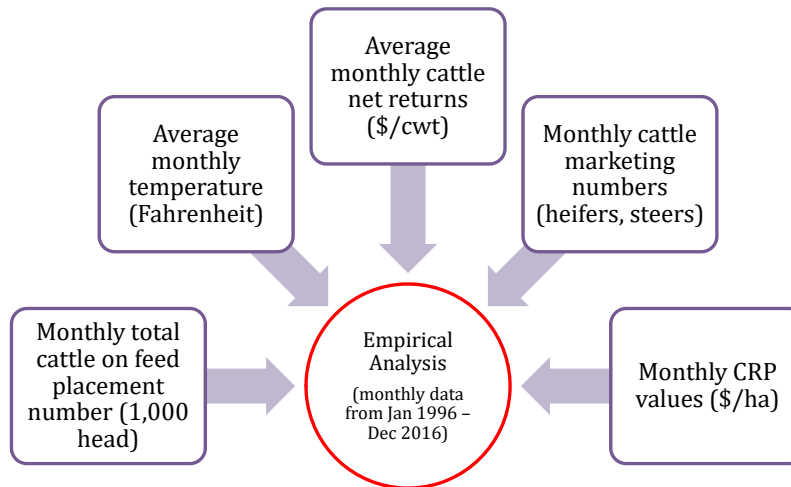 Average
monthly cattle
net returns
($/cwt)
Average
monthly
temperature
(Fahrenheit)
Monthly cattle
marketing
numbers
(heifers, steers)
Monthly total
cattle on feed
placement
number (1,000
head)
Empirical
Analysis
(monthly data
from Jan 1996 –
Dec 2016)
Monthly CRP
values ($/ha)